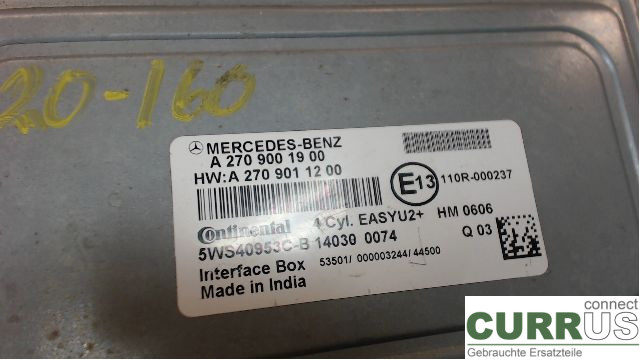 20-160
MERCEDES-BENZ
A 270 900 19 00
HW: A 270 901 12 00
E13 110R-000237
Continental 4 Cyl. EASYU2+ HM 0606
5WS40953C-B 14030 0074 Q 03
Interface Box 53501/ 000003244/ 44500
Made in India
connect
CURRUS
Gebrauchte Ersatzteile